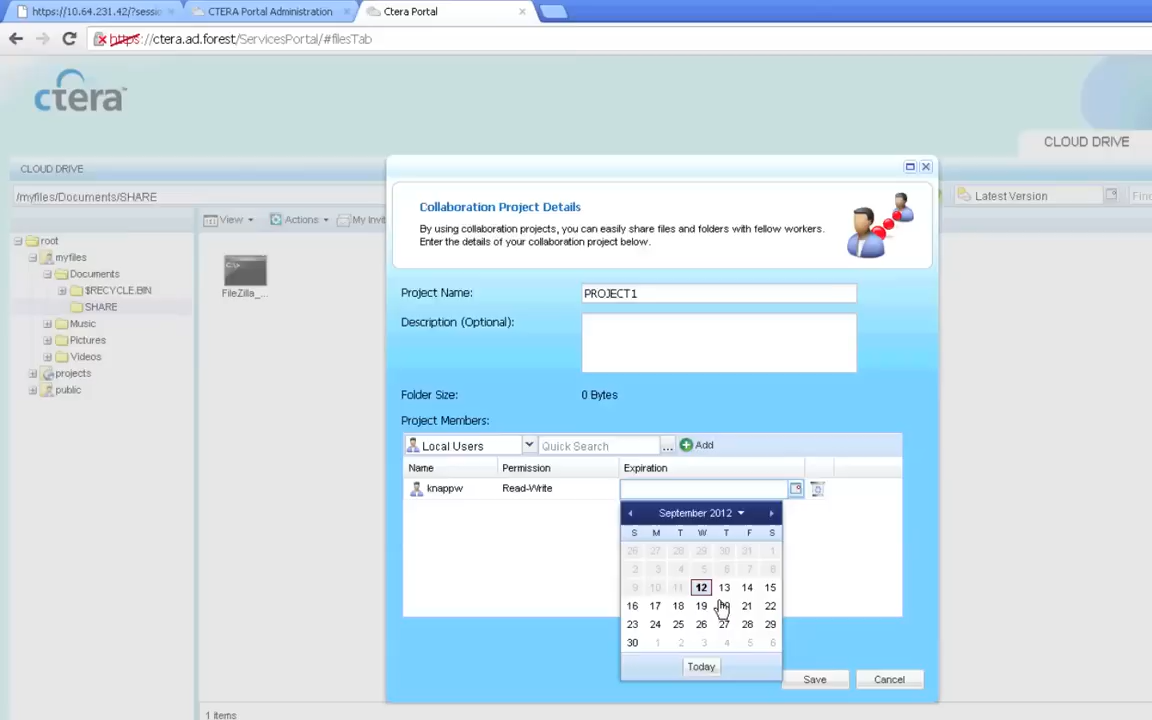 https://10.64.231.42/?sessio
CTERA Portal Administration
Ctera Portal
https://ctera.ad.forest/ServicesPortal/#filesTab
ctera
CLOUD DRIVE
CLOUD DRIVE
/myfiles/Documents/SHARE
Latest Version
Find
View
Actions
My Invit
root
myfiles
Documents
$RECYCLE.BIN
SHARE
Music
Pictures
Videos
projects
public
FileZilla_...
Collaboration Project Details
By using collaboration projects, you can easily share files and folders with fellow workers.
Enter the details of your collaboration project below.
Project Name:
PROJECT1
Description (Optional):
Folder Size:
0 Bytes
Project Members:
Local Users
Quick Search
...
Add
Name Permission Expiration
knappw Read-Write
September 2012
S M T W T F S
26 27 28 29 30 31 1
2 3 4 5 6 7 8
9 10 11 12 13 14 15
16 17 18 19 21 22
23 24 25 26 27 28 29
30 1 2 3 4 5 6
Today
Save
Cancel
1 items